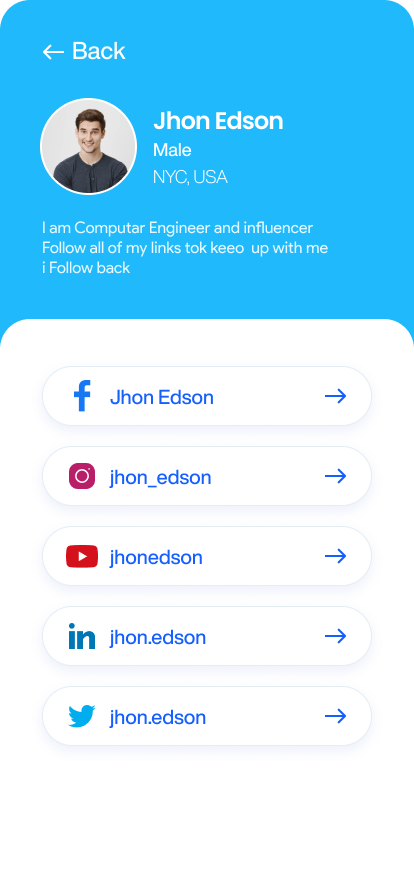 Back
Jhon Edson
Male
NYC, USA
I am Computar Engineer and influencer
Follow all of my links tok keeo up with me
i Follow back
Jhon Edson
jhon_edson
jhonedson
jhon.edson
jhon.edson